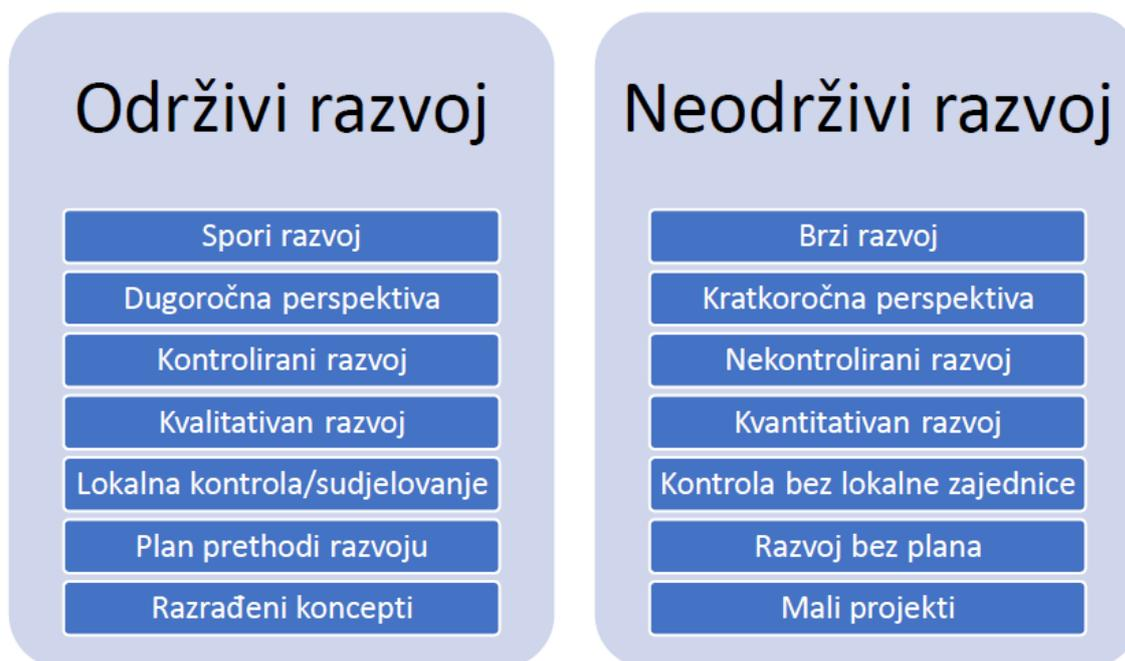 Održivi razvoj
Spori razvoj
Dugoročna perspektiva
Kontrolirani razvoj
Kvalitativan razvoj
Lokalna kontrola/sudjelovanje
Plan prethodi razvoju
Razrađeni koncepti
Neodrživi razvoj
Brzi razvoj
Kratkoročna perspektiva
Nekontrolirani razvoj
Kvantitativan razvoj
Kontrola bez lokalne zajednice
Razvoj bez plana
Mali projekti